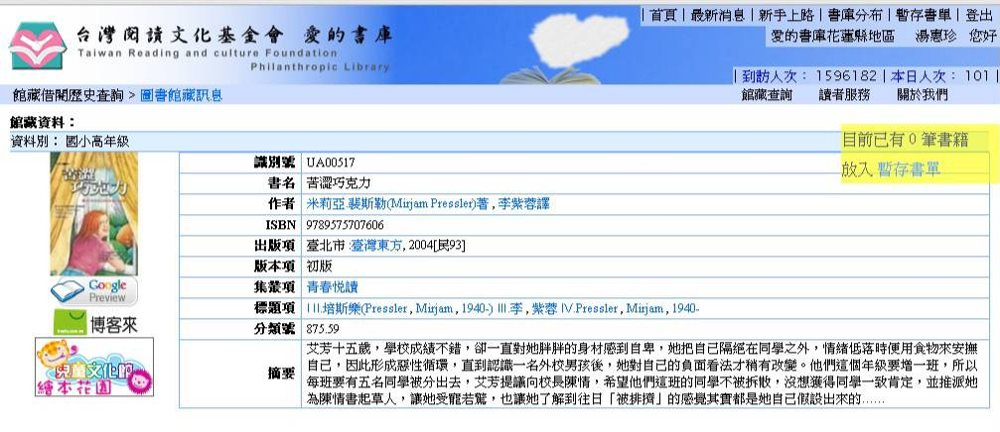 台灣閱讀文化基金會 愛的書庫
Taiwan Reading and culture Foundation
Philanthropic Library
| 首頁 | 最新消息 | 新手上路 | 書庫分布 | 暫存書單 | 登出
愛的書庫花蓮縣地區 湯惠珍 您好
| 到訪人次： 1596182 | 本日人次： 101 |
館藏借閱歷史查詢 > 圖書館藏訊息
館藏查詢 讀者服務 關於我們
館藏資料：
資料別： 國小高年級
目前已有 0 筆書籍
放入 暫存書單
苦澀巧克力
Google Preview
博客來
兒童文化館
繪本花園
識別號 UA00517
書名 苦澀巧克力
作者 米莉亞.裴斯勒(Mirjam Pressler)著 , 李紫蓉譯
ISBN 9789575707606
出版項 臺北市 :臺灣東方, 2004[民93]
版本項 初版
集叢項 青春悅讀
標題項 I II.培斯樂(Pressler , Mirjam , 1940-) III.李 , 紫蓉 IV.Pressler , Mirjam , 1940-
分類號 875.59
摘要 艾芳十五歲，學校成績不錯，卻一直對她胖胖的身材感到自卑，她把自己隔絕在同學之外，情緒低落時便用食物來安撫
自己，因此形成惡性循環，直到認識一名外校男孩後，她對自己的負面看法才稍有改變。他們這個年級要增一班，所以
每班要有五名同學被分出去，艾芳提議向校長陳情，希望他們這班的同學不被拆散，沒想獲得同學一致肯定，並推派她
為陳情書起草人，讓她受寵若驚，也讓她了解到往日「被排擠」的感覺其實都是她自己假設出來的……